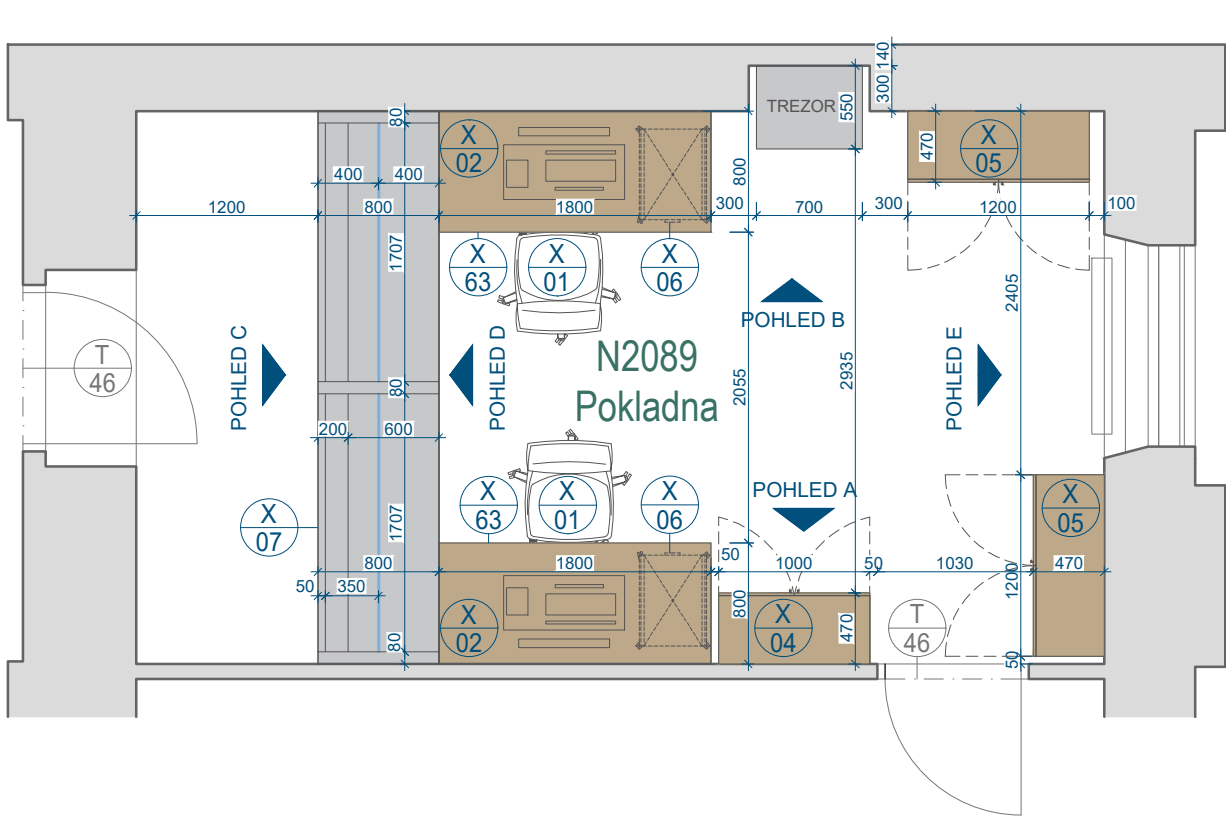 140
300
TREZOR
550
80
X
02
X
05
470
400
400
800
1200
800
1800
300
700
300
1200
100
1707
X
63
X
01
X
06
2405
POHLED B
POHLED C
POHLED D
N2089
Pokladna
POHLED E
T
46
2055
2935
80
200
600
POHLED A
X
07
X
63
X
01
X
06
X
05
1707
800
1800
50
1000
50
1030
470
50
350
1200
X
02
800
X
04
470
T
46
80
50